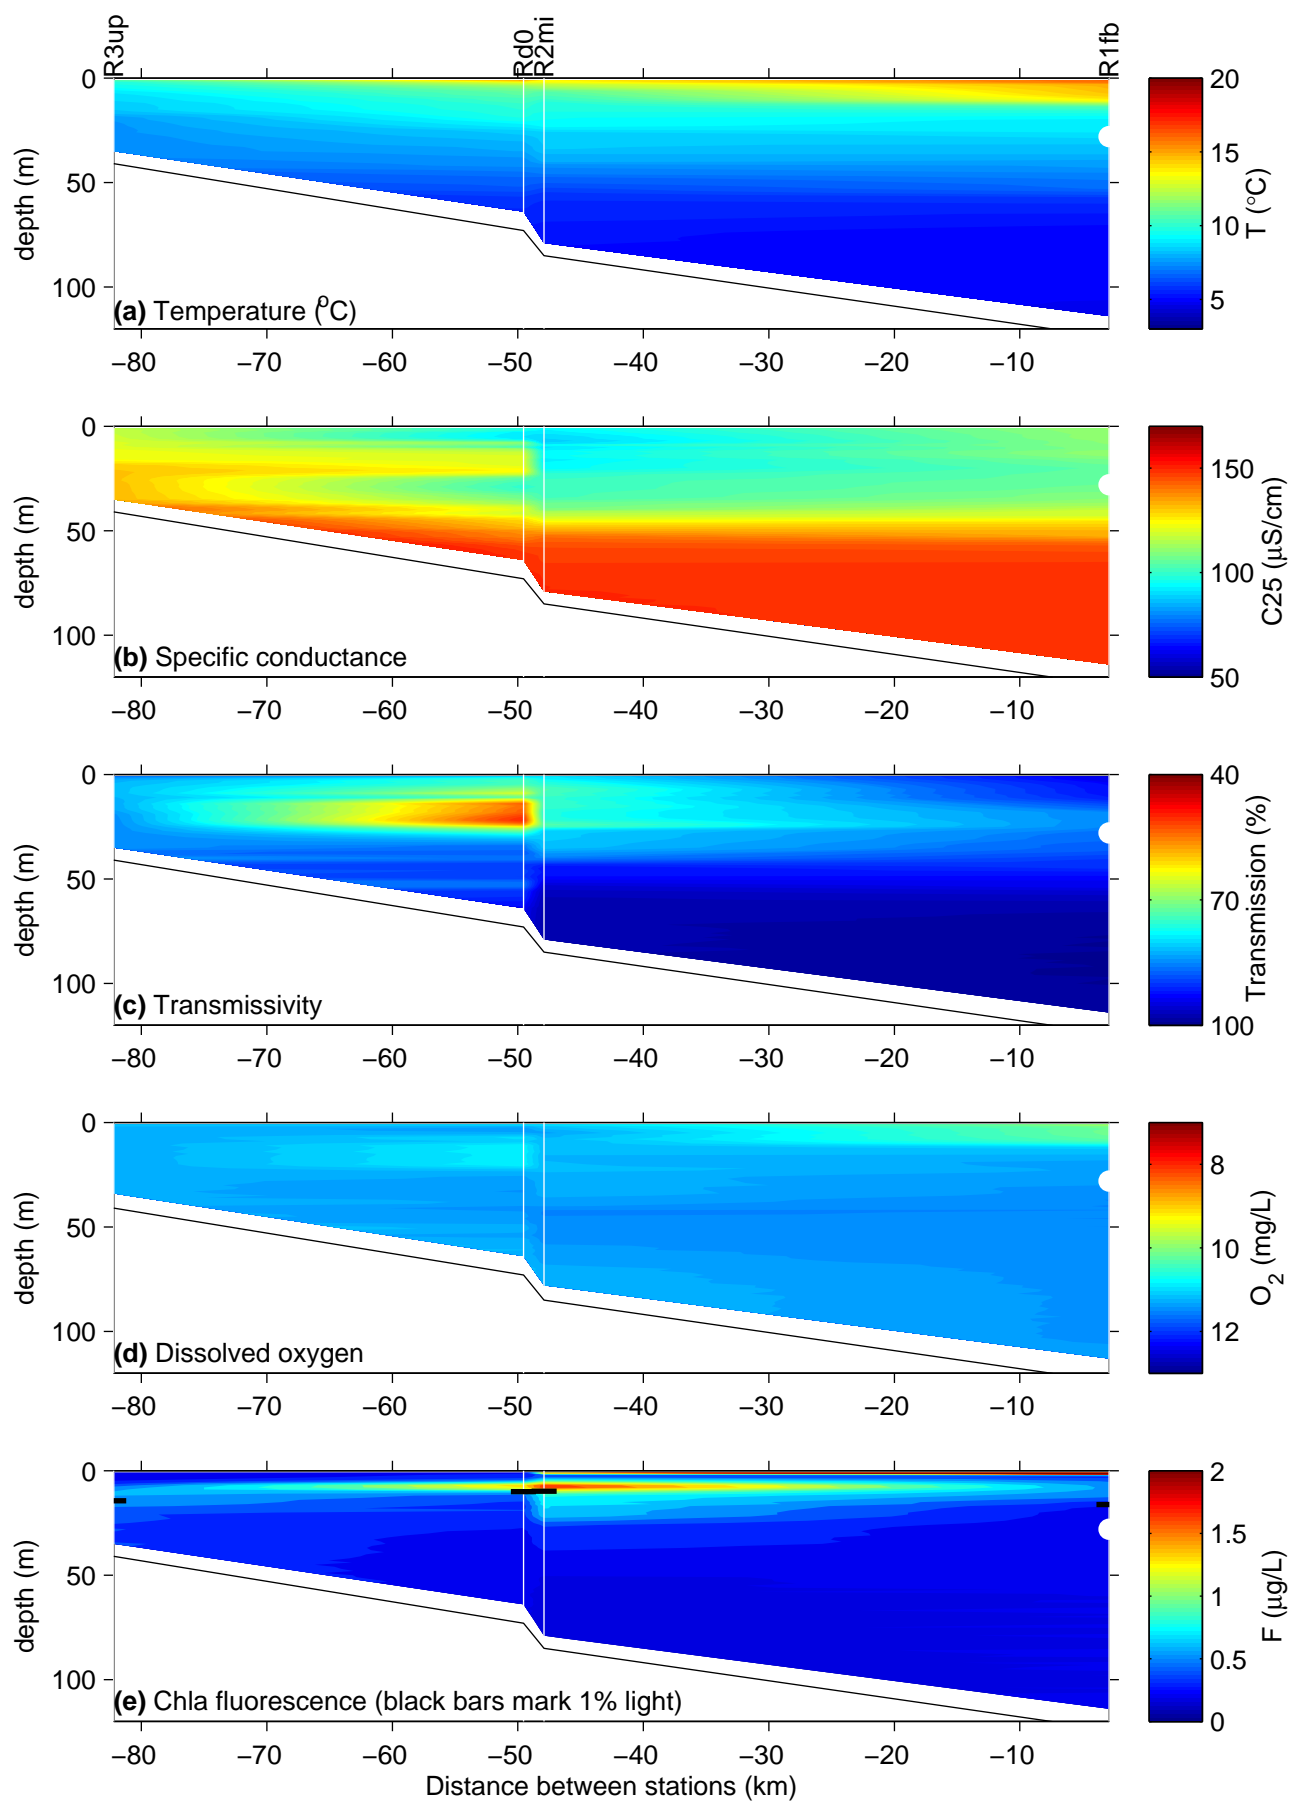 R3up Rd0 R2mi R1fb
0
50
100
depth (m)
(a) Temperature (ºC)
−80 −70 −60 −50 −40 −30 −20 −10
20
15
10
5
T (°C)
0
50
100
depth (m)
(b) Specific conductance
−80 −70 −60 −50 −40 −30 −20 −10
150
100
50
C25 (μS/cm)
0
50
100
depth (m)
(c) Transmissivity
−80 −70 −60 −50 −40 −30 −20 −10
40
70
100
Transmission (%)
0
50
100
depth (m)
(d) Dissolved oxygen
−80 −70 −60 −50 −40 −30 −20 −10
8
10
12
O₂ (mg/L)
0
50
100
depth (m)
(e) Chla fluorescence (black bars mark 1% light)
−80 −70 −60 −50 −40 −30 −20 −10
Distance between stations (km)
2
1.5
1
0.5
0
F (μg/L)